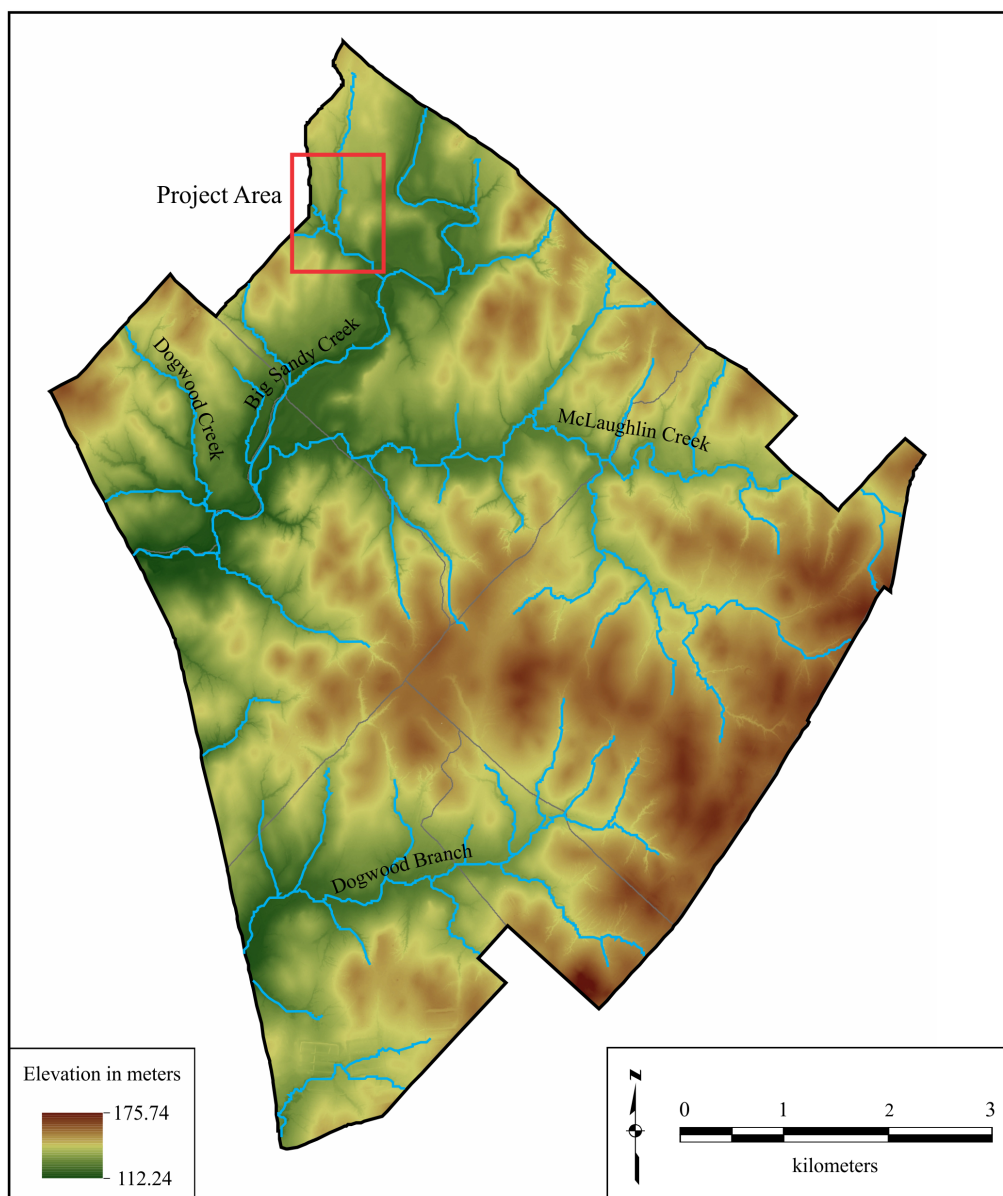 Project Area
Dogwood Creek
Big Sandy Creek
McLaughlin Creek
Dogwood Branch
Elevation in meters
175.74
112.24
N
0 1 2 3
kilometers